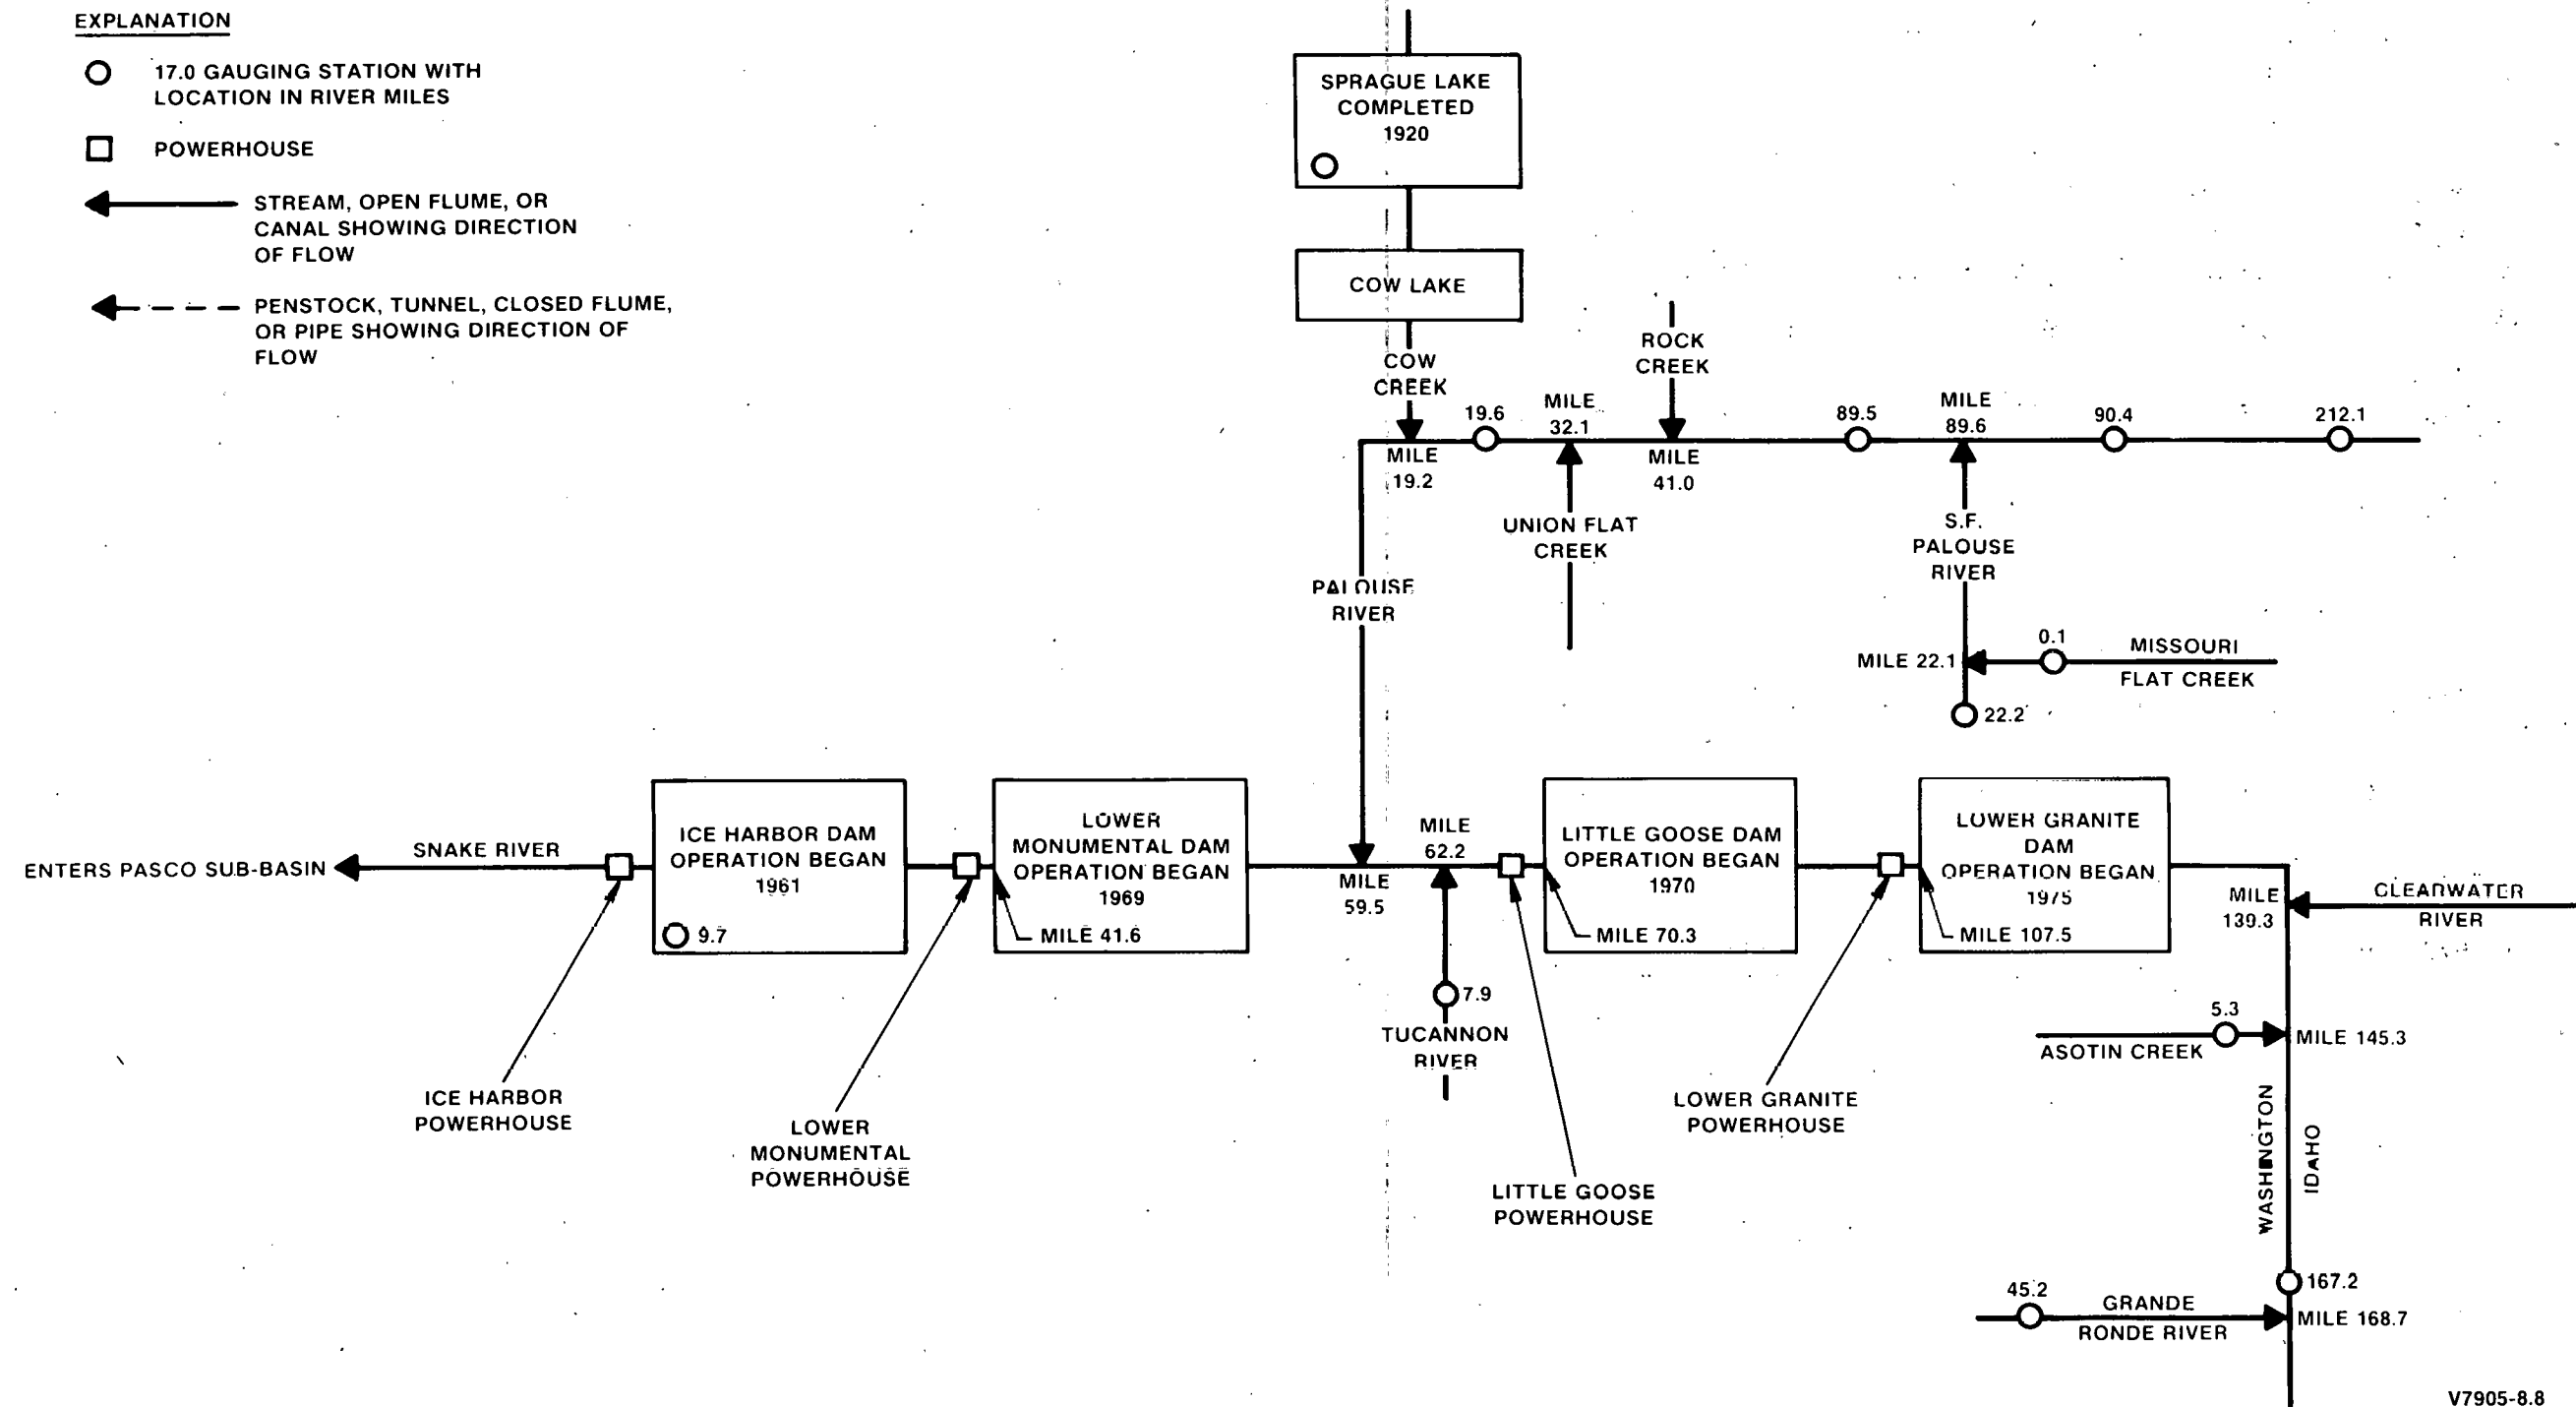 EXPLANATION
17.0 GAUGING STATION WITH
LOCATION IN RIVER MILES
POWERHOUSE
STREAM, OPEN FLUME, OR
CANAL SHOWING DIRECTION
OF FLOW
PENSTOCK, TUNNEL, CLOSED FLUME,
OR PIPE SHOWING DIRECTION OF
FLOW
SPRAGUE LAKE
COMPLETED
1920
COW LAKE
COW
CREEK
ROCK
CREEK
MILE
19.2
19.6
MILE
32.1
MILE
41.0
89.5
MILE
89.6
90.4
212.1
UNION FLAT
CREEK
S.F.
PALOUSE
RIVER
PALOUSE
RIVER
MILE 22.1
0.1
MISSOURI
FLAT CREEK
22.2
ENTERS PASCO SUB-BASIN
SNAKE RIVER
ICE HARBOR DAM
OPERATION BEGAN
1961
9.7
LOWER
MONUMENTAL DAM
OPERATION BEGAN
1969
MILE 41.6
MILE
59.5
MILE
62.2
LITTLE GOOSE DAM
OPERATION BEGAN
1970
MILE 70.3
LOWER GRANITE
DAM
OPERATION BEGAN
1975
MILE 107.5
MILE
139.3
CLEARWATER
RIVER
7.9
TUCANNON
RIVER
5.3
ASOTIN CREEK
MILE 145.3
ICE HARBOR
POWERHOUSE
LOWER
MONUMENTAL
POWERHOUSE
LITTLE GOOSE
POWERHOUSE
LOWER GRANITE
POWERHOUSE
WASHINGTON
IDAHO
167.2
45.2
GRANDE
RONDE RIVER
MILE 168.7
V7905-8.8